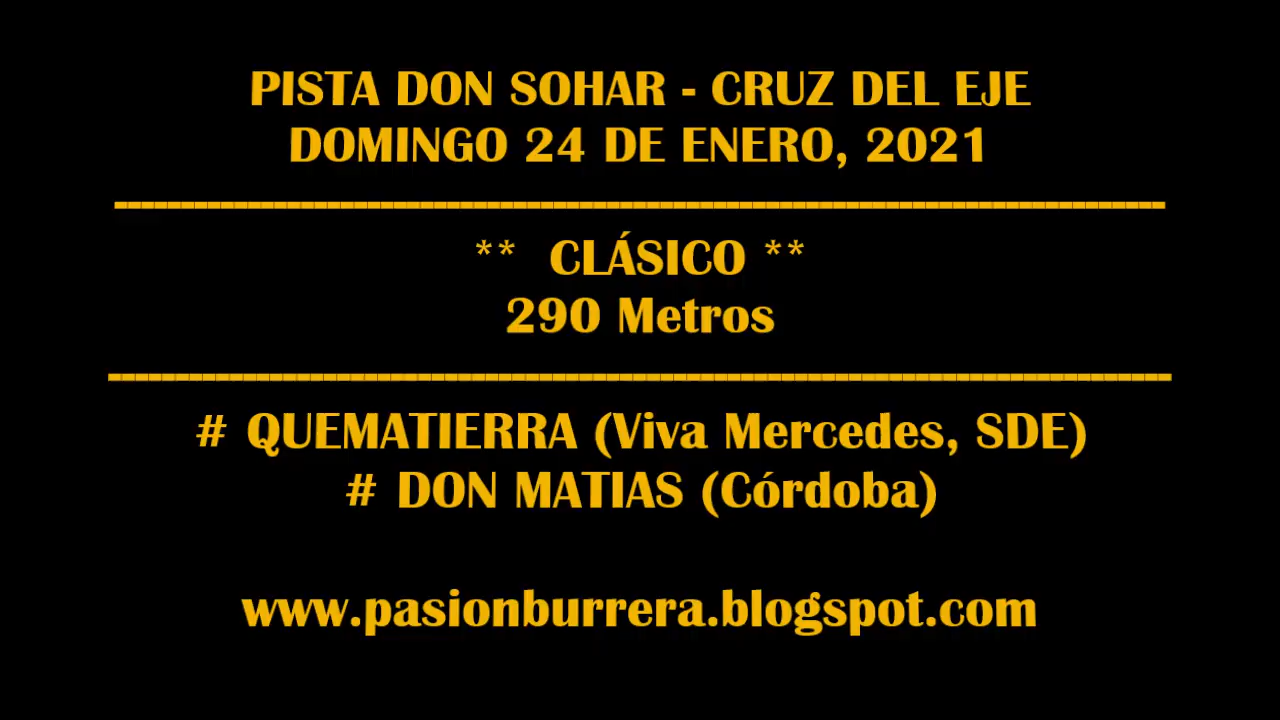 PISTA DON SOHAR - CRUZ DEL EJE
DOMINGO 24 DE ENERO, 2021
--------------------------------------------------------------------------------
** CLÁSICO **
290 Metros
---------------------------------------------------------------------------------
# QUEMATIERRA (Viva Mercedes, SDE)
# DON MATIAS (Córdoba)
www.pasionburrera.blogspot.com